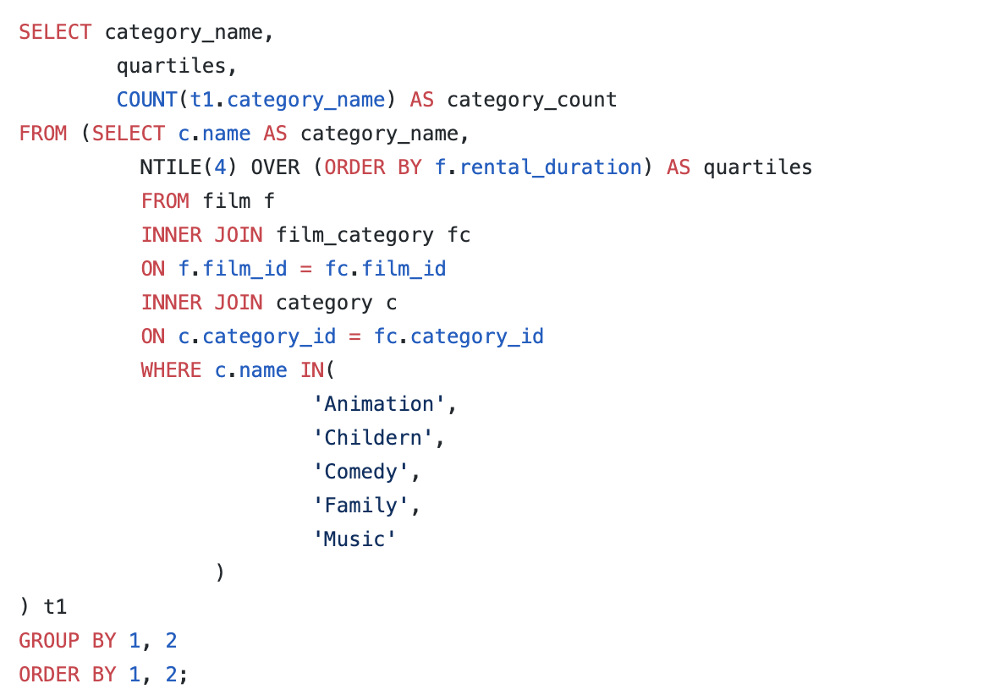 SELECT category_name,
        quartiles,
        COUNT(t1.category_name) AS category_count
FROM (SELECT c.name AS category_name,
          NTILE(4) OVER (ORDER BY f.rental_duration) AS quartiles
          FROM film f
          INNER JOIN film_category fc
          ON f.film_id = fc.film_id
          INNER JOIN category c
          ON c.category_id = fc.category_id
          WHERE c.name IN(
                        'Animation',
                        'Childern',
                        'Comedy',
                        'Family',
                        'Music'
                )
) t1
GROUP BY 1, 2
ORDER BY 1, 2;